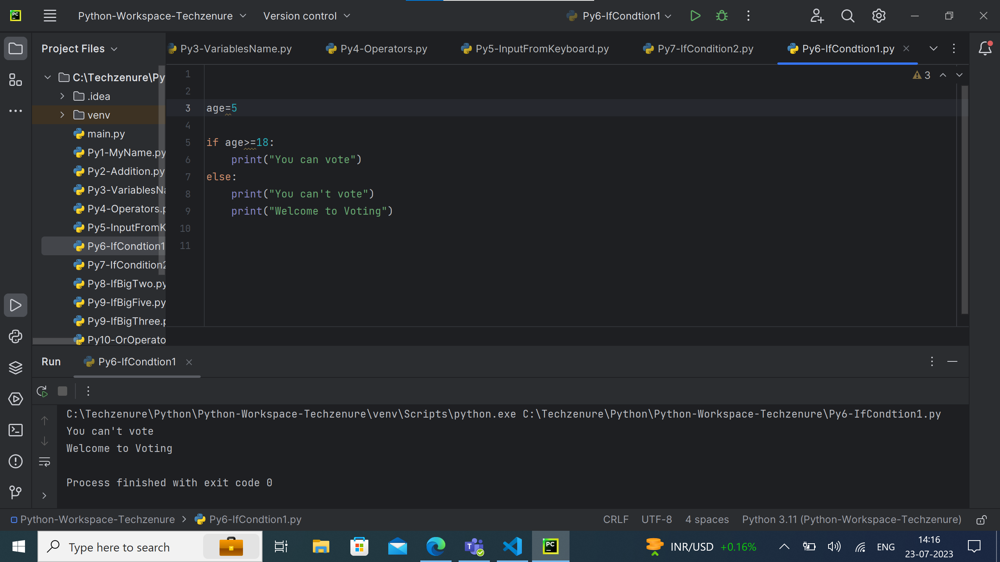 PC
Python-Workspace-Techzenure
Version control
Py6-IfCondtion1
Project Files
Py3-VariablesName.py
Py4-Operators.py
Py5-InputFromKeyboard.py
Py7-IfCondition2.py
Py6-IfCondtion1.py
C:\Techzenure\Py
.idea
venv
main.py
Py1-MyName.py
Py2-Addition.py
Py3-VariablesNa
Py4-Operators.p
Py5-InputFromK
Py6-IfCondtion1
Py7-IfCondition2
Py8-IfBigTwo.py
Py9-IfBigFive.py
Py9-IfBigThree.p
Py10-OrOperato
3
1
2
3 age=5
4
5 if age>=18:
6 print("You can vote")
7 else:
8 print("You can't vote")
9 print("Welcome to Voting")
10
11
Run
Py6-IfCondtion1
C:\Techzenure\Python\Python-Workspace-Techzenure\venv\Scripts\python.exe C:\Techzenure\Python\Python-Workspace-Techzenure\Py6-IfCondtion1.py
You can't vote
Welcome to Voting
Process finished with exit code 0
Python-Workspace-Techzenure > Py6-IfCondtion1.py
CRLF UTF-8 4 spaces Python 3.11 (Python-Workspace-Techzenure)
Type here to search
T
PC
INR/USD +0.16%
ENG
14:16
23-07-2023